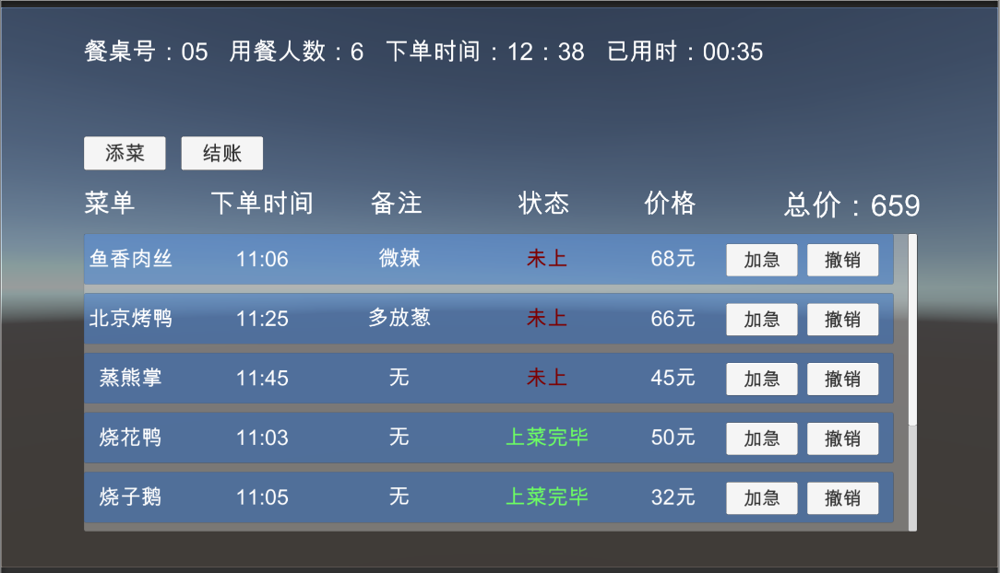 餐桌号：05 用餐人数：6 下单时间：12：38 已用时：00:35
添菜 结账
菜单 下单时间 备注 状态 价格 总价：659
鱼香肉丝 11:06 微辣 未上 68元 加急 撤销
北京烤鸭 11:25 多放葱 未上 66元 加急 撤销
蒸熊掌 11:45 无 未上 45元 加急 撤销
烧花鸭 11:03 无 上菜完毕 50元 加急 撤销
烧子鹅 11:05 无 上菜完毕 32元 加急 撤销